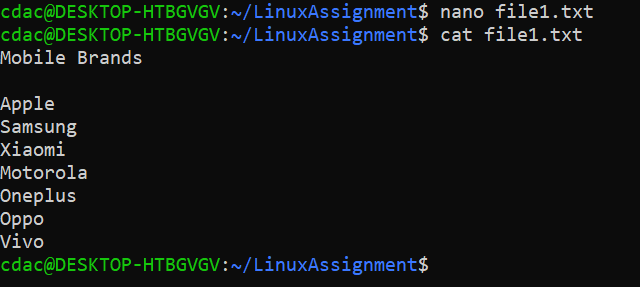 cdac@DESKTOP-HTBGVGV:~/LinuxAssignment$ nano file1.txt
cdac@DESKTOP-HTBGVGV:~/LinuxAssignment$ cat file1.txt
Mobile Brands

Apple
Samsung
Xiaomi
Motorola
Oneplus
Oppo
Vivo
cdac@DESKTOP-HTBGVGV:~/LinuxAssignment$